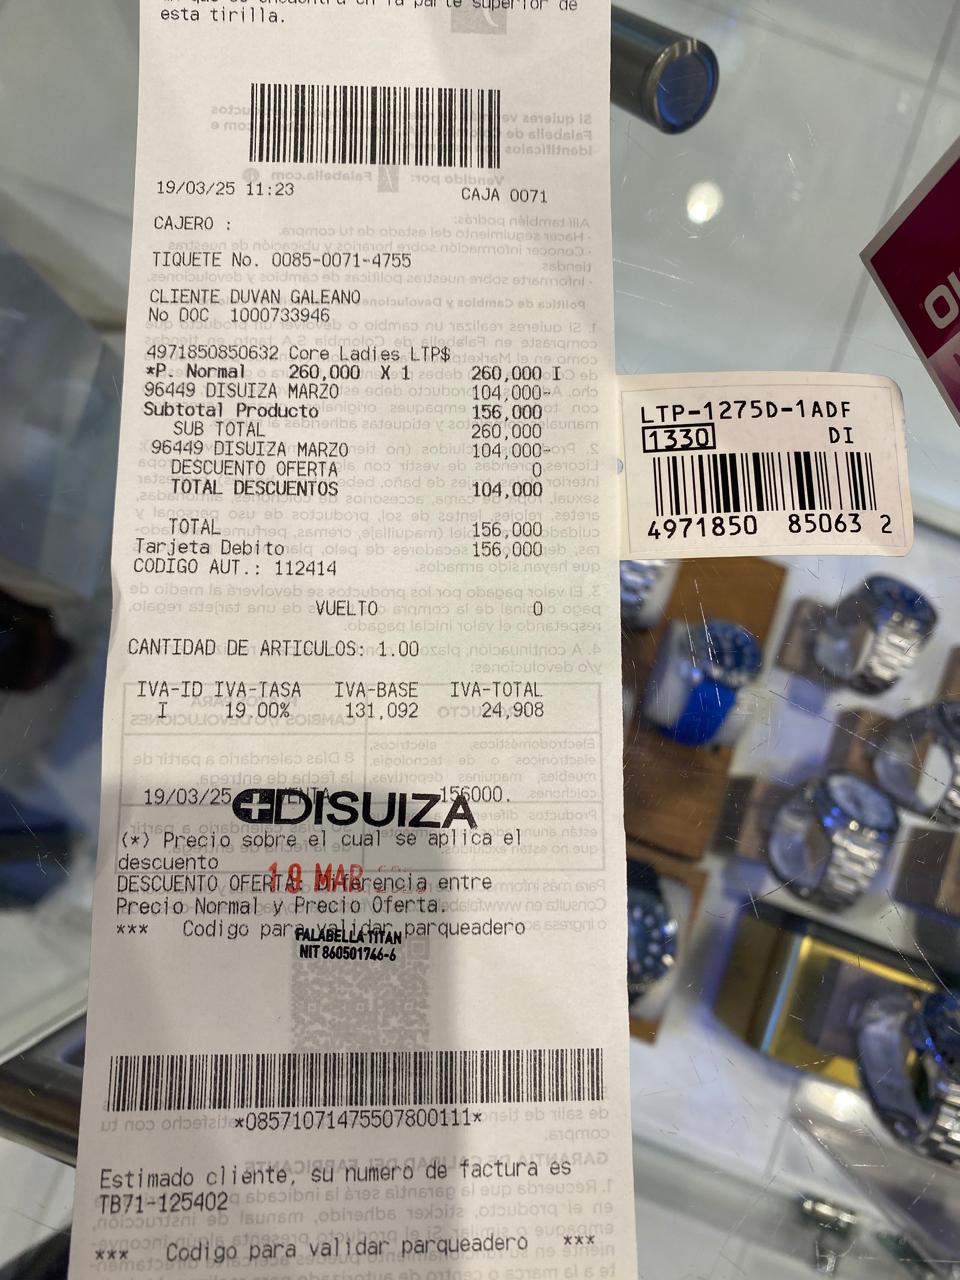 esta tirilla.
19/03/25 11:23 CAJA 0071
CAJERO :
TIQUETE No. 0085-0071-4755
CLIENTE DUVAN GALEANO
No DOC 1000733946
4971850850632 Core Ladies LTP$
*P. Normal 260,000 X 1 260,000 I
96449 DISUIZA MARZO 104,000-
Subtotal Producto 156,000
SUB TOTAL 260,000
96449 DISUIZA MARZO 104,000-
DESCUENTO OFERTA 0
TOTAL DESCUENTOS 104,000
TOTAL 156,000
Tarjeta Debito 156,000
CODIGO AUT.: 112414
VUELTO 0
CANTIDAD DE ARTICULOS: 1.00
IVA-ID IVA-TASA IVA-BASE IVA-TOTAL
I 19.00% 131,092 24,908
19/03/25 VENTA 156000.
DISUIZA
(*) Precio sobre el cual se aplica el
descuento
19 MAR
DESCUENTO OFERTA: Diferencia entre
Precio Normal y Precio Oferta.
*** Codigo para validar parqueadero
FALABELLA TITAN
NIT 860501746-6
*0857107147550780011 1*
Estimado cliente, su numero de factura es
TB71-125402
*** Codigo para validar parqueadero ***
LTP-1275D-1ADF
1330 DI
4971850 85063 2